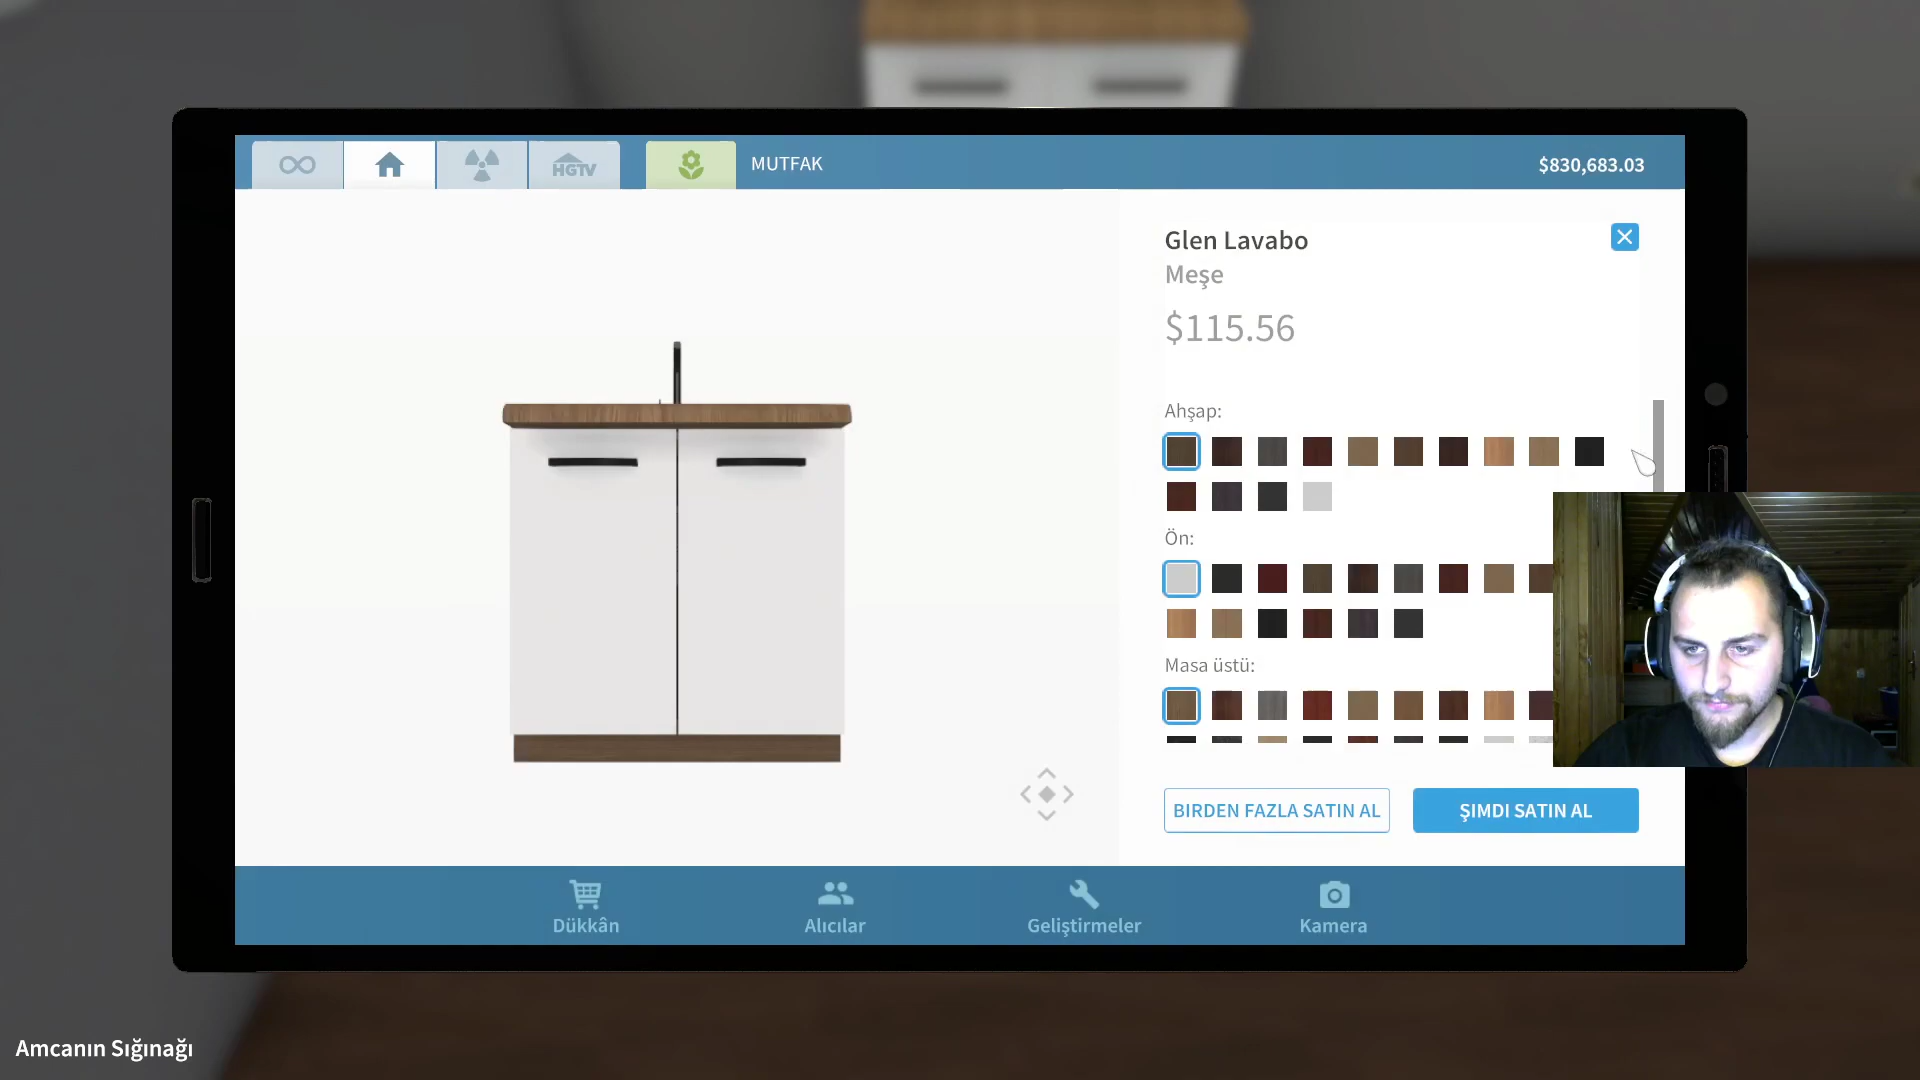 HGTV
MUTFAK
$830,683.03
Glen Lavabo
Meşe
$115.56
Ahşap:
Ön:
Masa üstü:
BIRDEN FAZLA SATIN AL
ŞIMDI SATIN AL
Dükkân
Alıcılar
Geliştirmeler
Kamera
Amcanın Sığınağı